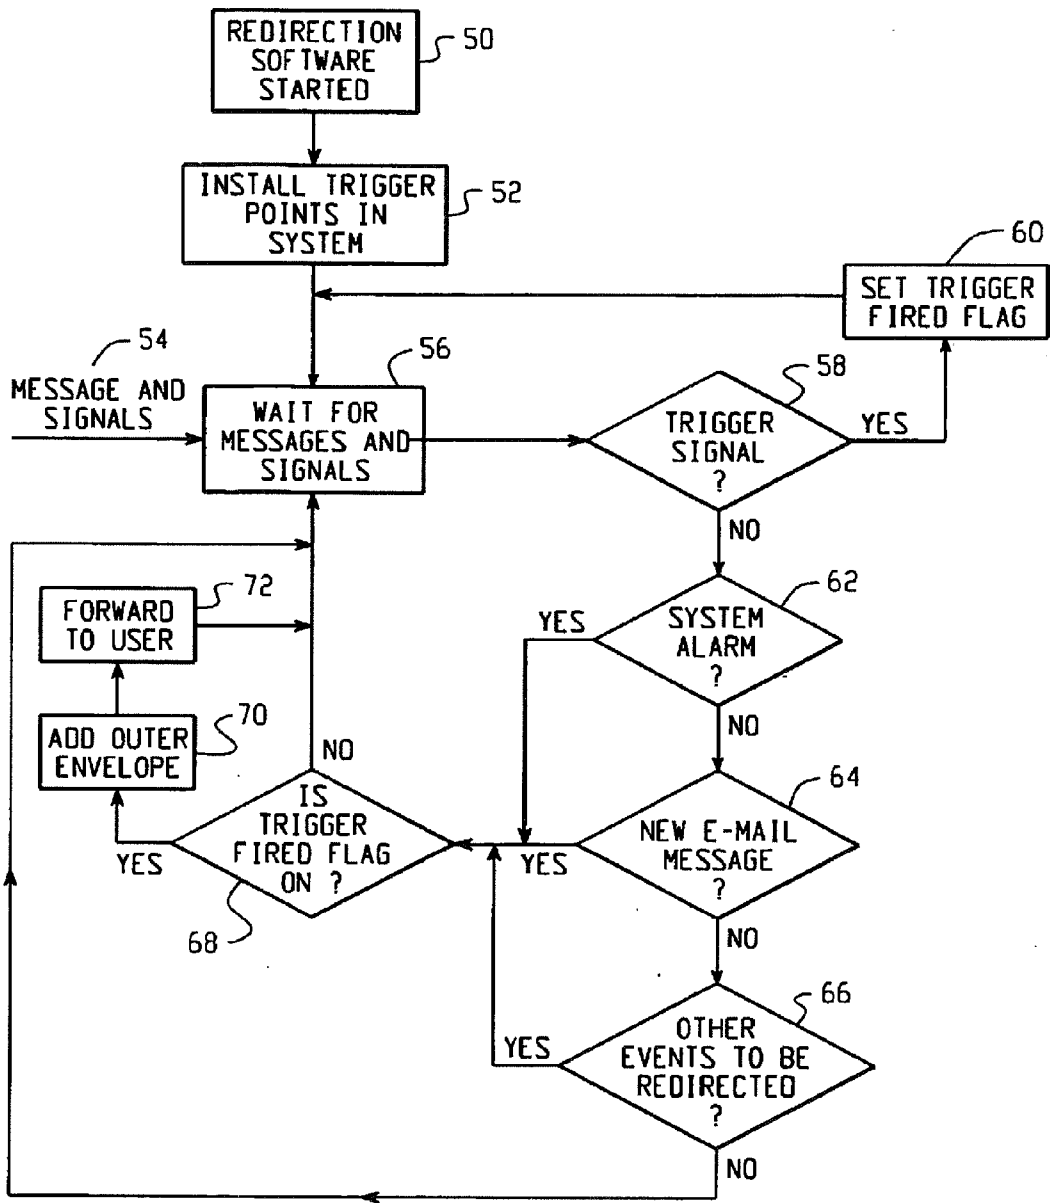 REDIRECTION
SOFTWARE
STARTED
50
INSTALL TRIGGER
POINTS IN
SYSTEM
52
60
SET TRIGGER
FIRED FLAG
54
MESSAGE AND
SIGNALS
56
WAIT FOR
MESSAGES AND
SIGNALS
58
TRIGGER
SIGNAL
?
YES
NO
62
SYSTEM
ALARM
?
YES
NO
72
FORWARD
TO USER
70
ADD OUTER
ENVELOPE
NO
IS
TRIGGER
FIRED FLAG
ON ?
YES
68
64
NEW E-MAIL
MESSAGE
?
YES
NO
66
OTHER
EVENTS TO BE
REDIRECTED
?
YES
NO